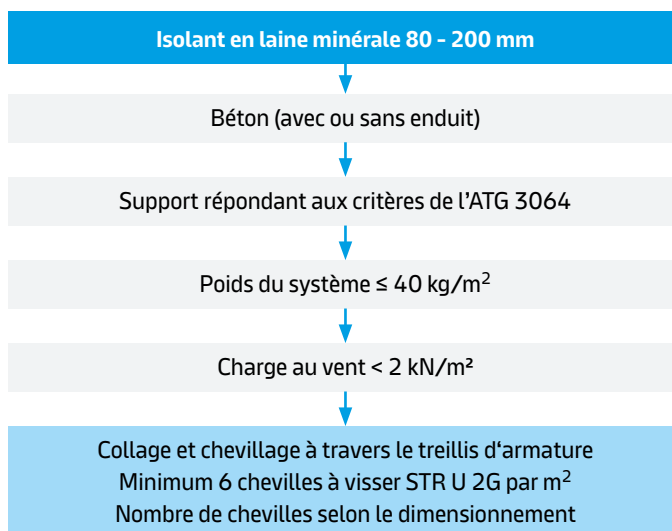 Isolant en laine minérale 80 - 200 mm
Béton (avec ou sans enduit)
Support répondant aux critères de l’ATG 3064
Poids du système ≤ 40 kg/m²
Charge au vent < 2 kN/m²
Collage et chevillage à travers le treillis d‘armature
Minimum 6 chevilles à visser STR U 2G par m²
Nombre de chevilles selon le dimensionnement